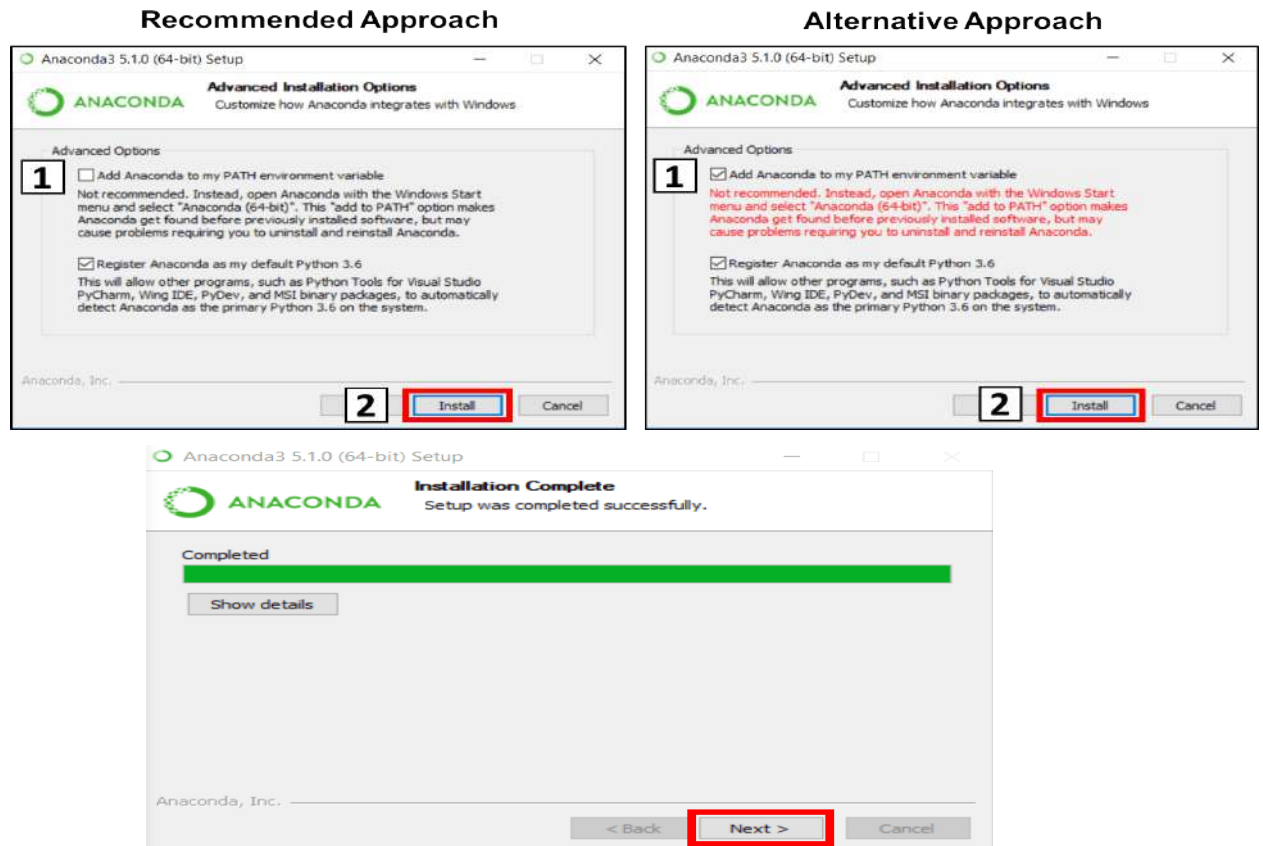 Recommended Approach
Anaconda3 5.1.0 (64-bit) Setup
ANACONDA
Advanced Installation Options
Customize how Anaconda integrates with Windows
Advanced Options
1
Add Anaconda to my PATH environment variable
Not recommended. Instead, open Anaconda with the Windows Start
menu and select "Anaconda (64-bit)". This "add to PATH" option makes
Anaconda get found before previously installed software, but may
cause problems requiring you to uninstall and reinstall Anaconda.
Register Anaconda as my default Python 3.6
This will allow other programs, such as Python Tools for Visual Studio
PyCharm, Wing IDE, PyDev, and MSI binary packages, to automatically
detect Anaconda as the primary Python 3.6 on the system.
Anaconda, Inc.
2
Install
Cancel
Alternative Approach
Anaconda3 5.1.0 (64-bit) Setup
ANACONDA
Advanced Installation Options
Customize how Anaconda integrates with Windows
Advanced Options
1
Add Anaconda to my PATH environment variable
Not recommended. Instead, open Anaconda with the Windows Start
menu and select "Anaconda (64-bit)". This "add to PATH" option makes
Anaconda get found before previously installed software, but may
cause problems requiring you to uninstall and reinstall Anaconda.
Register Anaconda as my default Python 3.6
This will allow other programs, such as Python Tools for Visual Studio
PyCharm, Wing IDE, PyDev, and MSI binary packages, to automatically
detect Anaconda as the primary Python 3.6 on the system.
Anaconda, Inc.
2
Install
Cancel
Anaconda3 5.1.0 (64-bit) Setup
ANACONDA
Installation Complete
Setup was completed successfully.
Completed
Show details
Anaconda, Inc.
< Back
Next >
Cancel